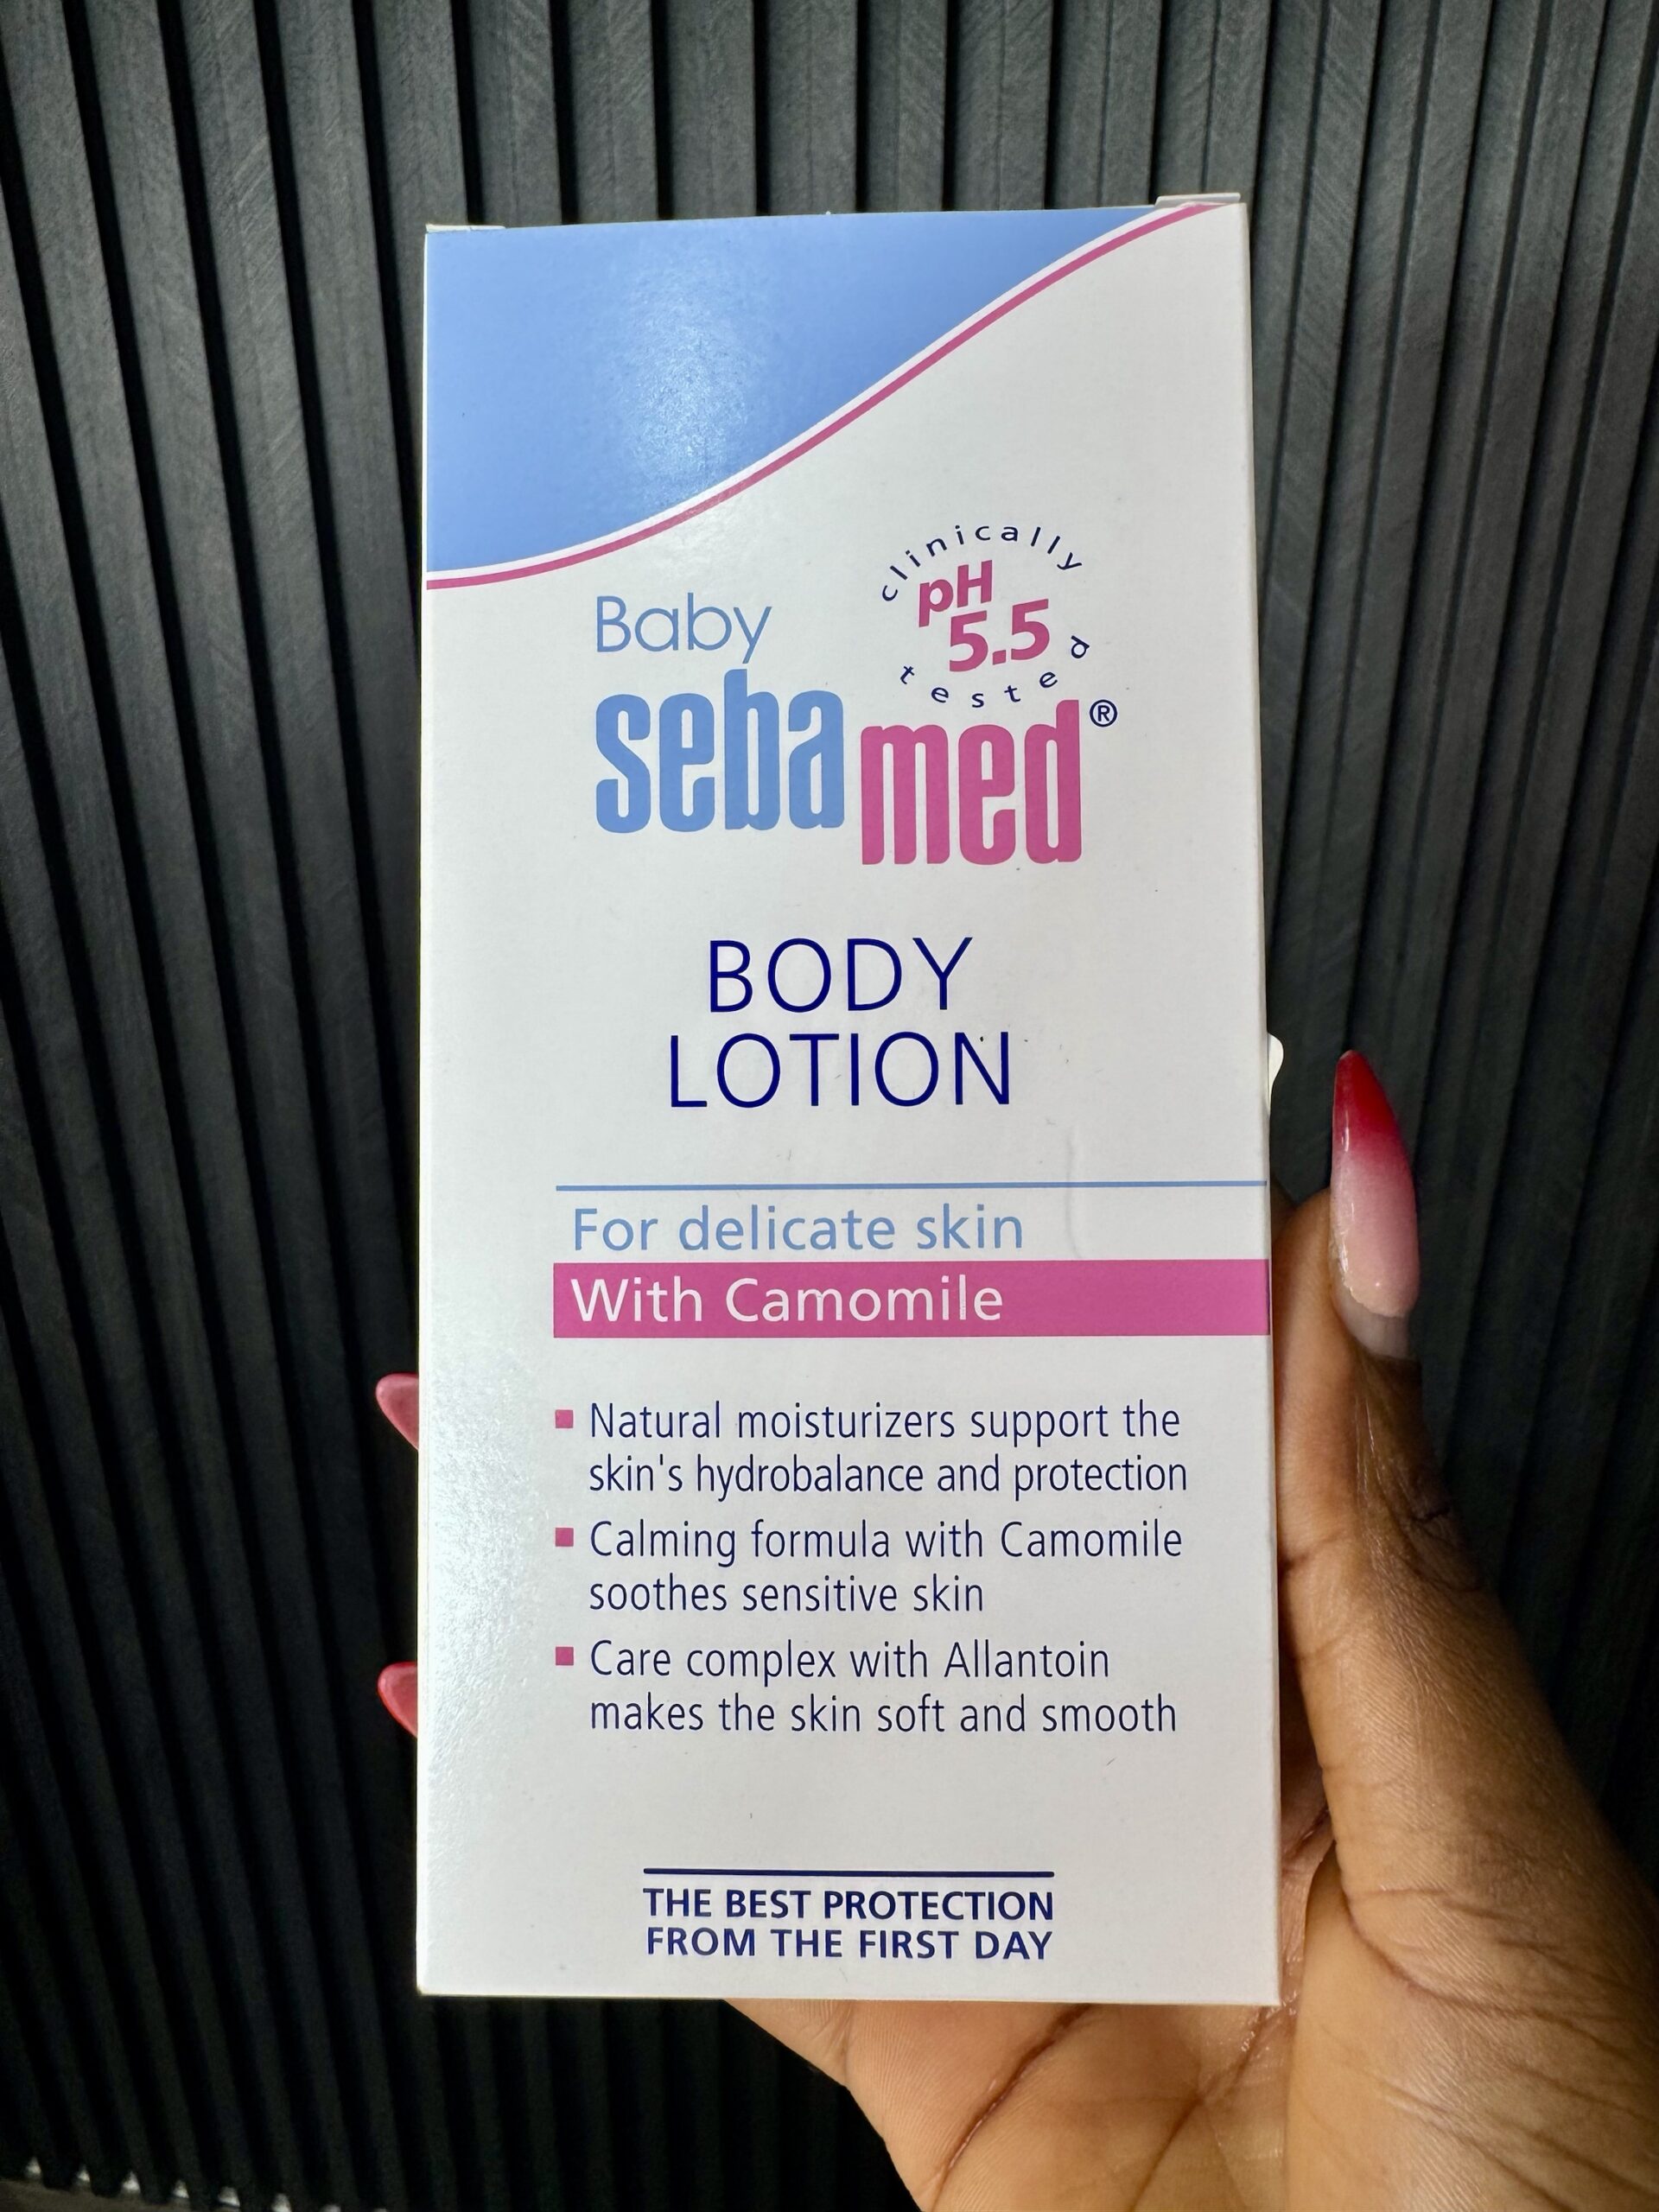 clinically
pH
5.5
tested
Baby
sebamed®
BODY
LOTION
For delicate skin
With Camomile
Natural moisturizers support the
skin's hydrobalance and protection
Calming formula with Camomile
soothes sensitive skin
Care complex with Allantoin
makes the skin soft and smooth
THE BEST PROTECTION
FROM THE FIRST DAY